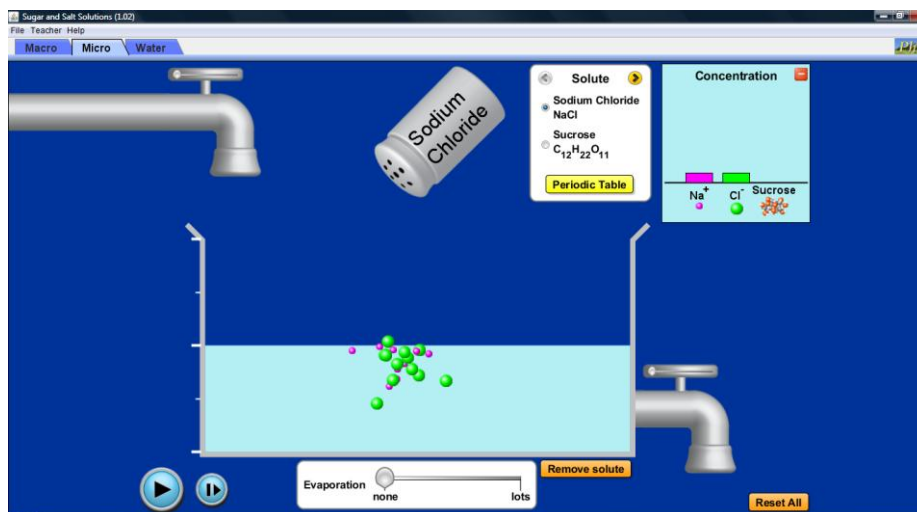 Sugar and Salt Solutions (1.02)
File Teacher Help
Macro Micro Water
Sodium
Chloride
Solute
Sodium Chloride
NaCl
Sucrose
C₁₂H₂₂O₁₁
Periodic Table
Concentration
Na⁺ Cl⁻ Sucrose
Remove solute
Evaporation
none lots
Reset All